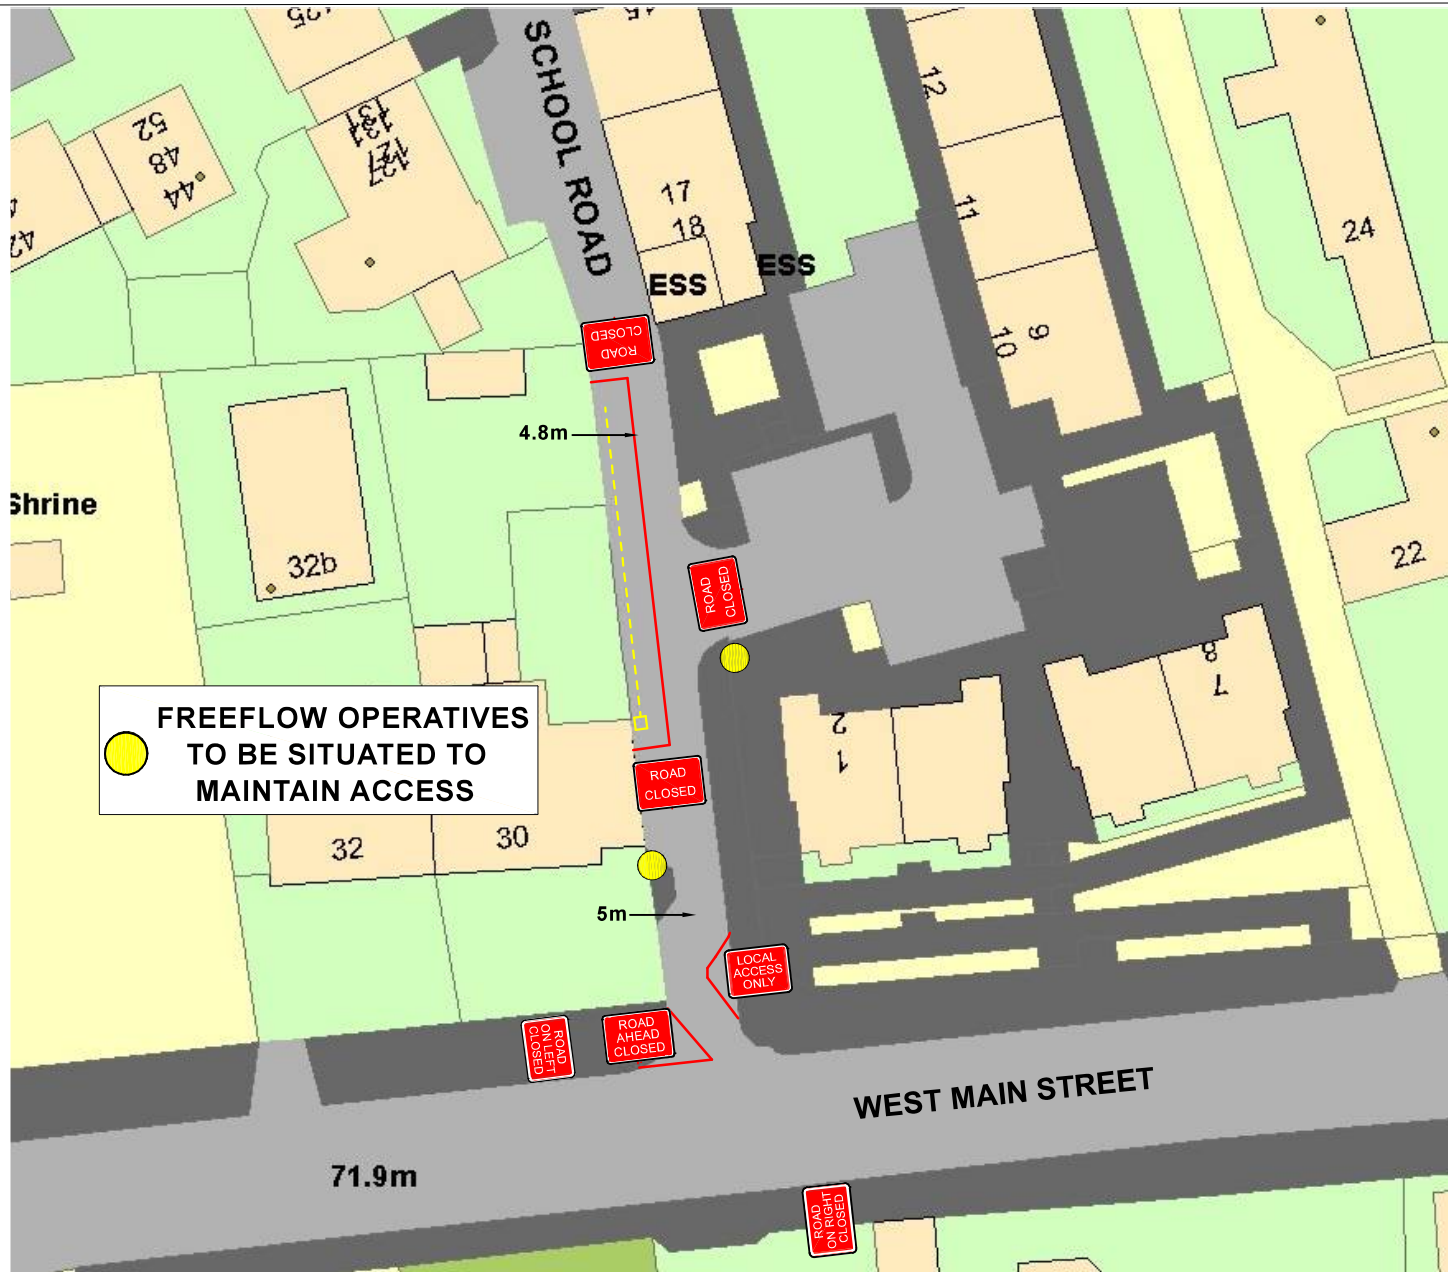 125
15
SCHOOL ROAD
12
52
48
44
131
127
17
18
11
24
42
ESS
ESS
9
10
ROAD
CLOSED
4.8m
Shrine
32b
22
ROAD
CLOSED
8
7
FREEFLOW OPERATIVES
TO BE SITUATED TO
MAINTAIN ACCESS
2
1
ROAD
CLOSED
32
30
5m
LOCAL
ACCESS
ONLY
ROAD
ON LEFT
CLOSED
ROAD
AHEAD
CLOSED
WEST MAIN STREET
71.9m
ROAD
ON RIGHT
CLOSED